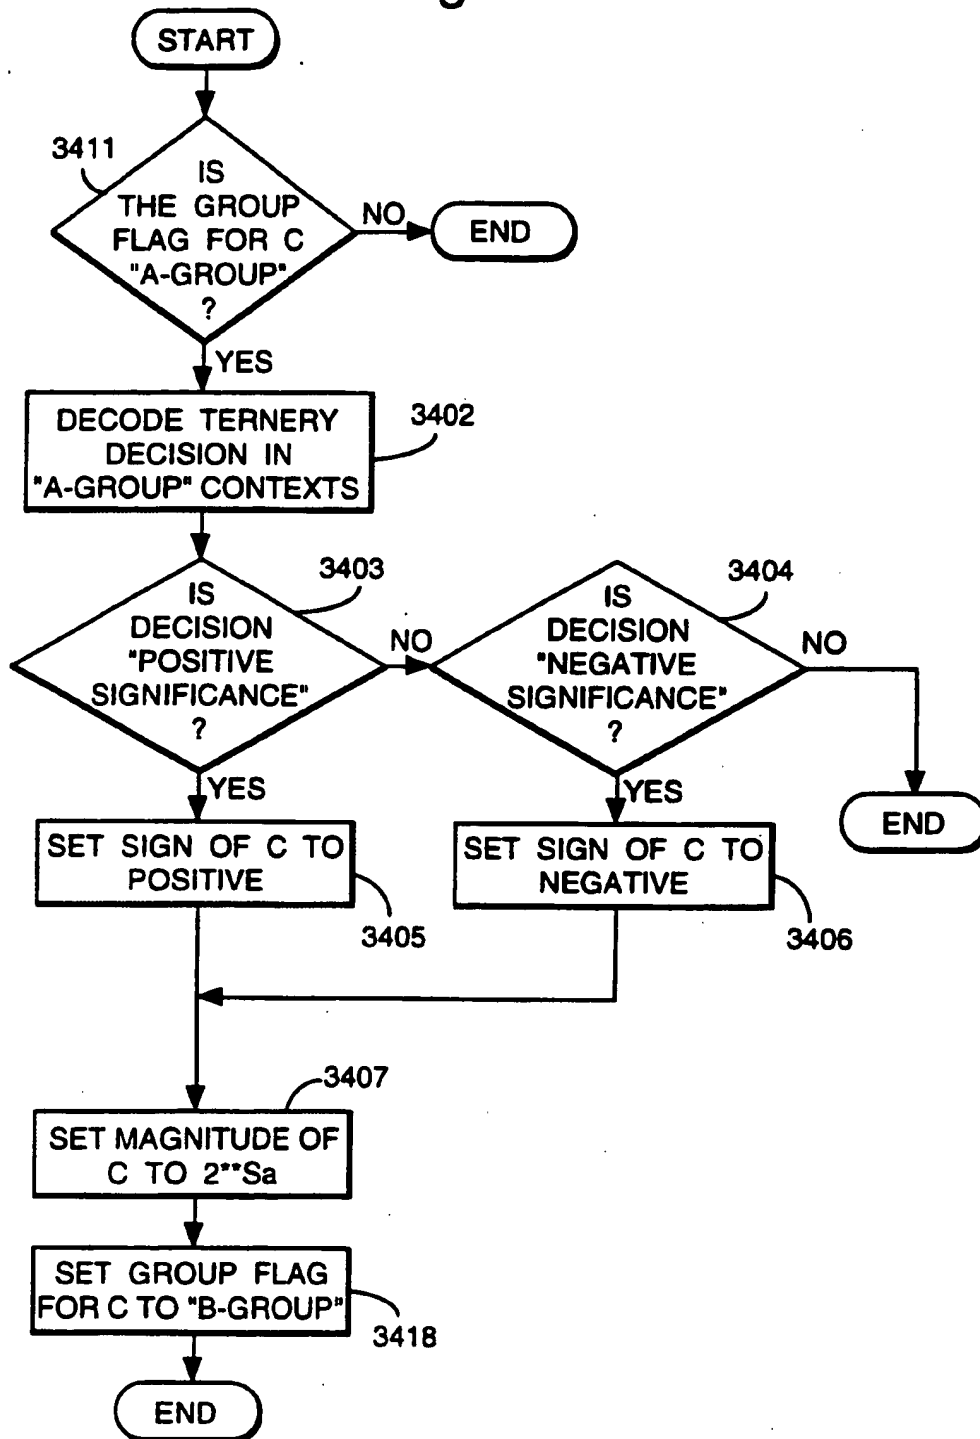 START
3411
IS
THE GROUP
FLAG FOR C
"A-GROUP"
?
NO
END
YES
DECODE TERNERY
DECISION IN
"A-GROUP" CONTEXTS
3402
3403
IS
DECISION
"POSITIVE
SIGNIFICANCE"
?
NO
3404
IS
DECISION
"NEGATIVE
SIGNIFICANCE"
?
NO
END
YES
SET SIGN OF C TO
POSITIVE
3405
YES
SET SIGN OF C TO
NEGATIVE
3406
3407
SET MAGNITUDE OF
C TO 2**Sa
SET GROUP FLAG
FOR C TO "B-GROUP"
3418
END